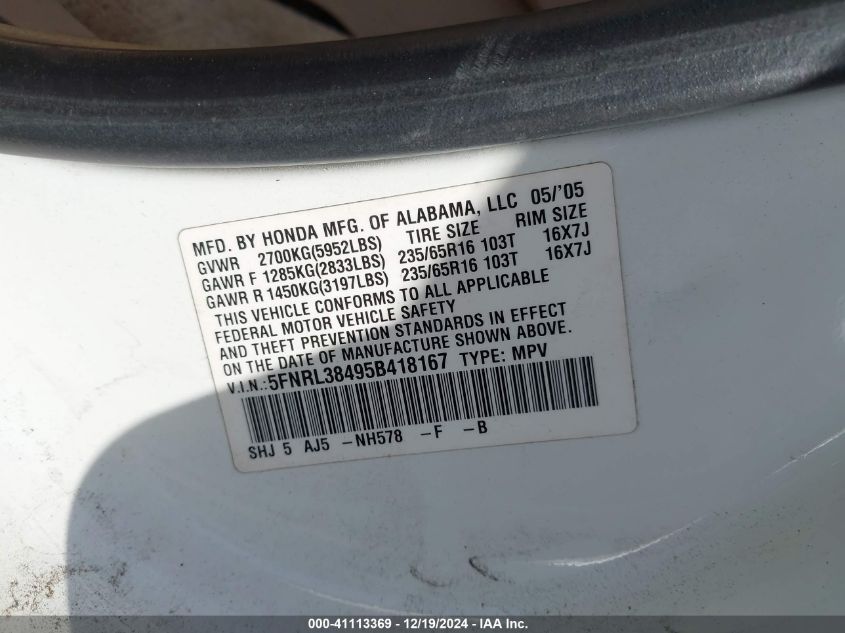 MFD. BY HONDA MFG. OF ALABAMA, LLC 05/'05
GVWR 2700KG(5952LBS) TIRE SIZE RIM SIZE
GAWR F 1285KG(2833LBS) 235/65R16 103T 16X7J
GAWR R 1450KG(3197LBS) 235/65R16 103T 16X7J
THIS VEHICLE CONFORMS TO ALL APPLICABLE
FEDERAL MOTOR VEHICLE SAFETY
AND THEFT PREVENTION STANDARDS IN EFFECT
ON THE DATE OF MANUFACTURE SHOWN ABOVE.
V.I.N.:5FNRL38495B418167 TYPE: MPV
SHJ 5 AJ5 -NH578 -F -B
000-41113369 - 12/19/2024 - IAA Inc.